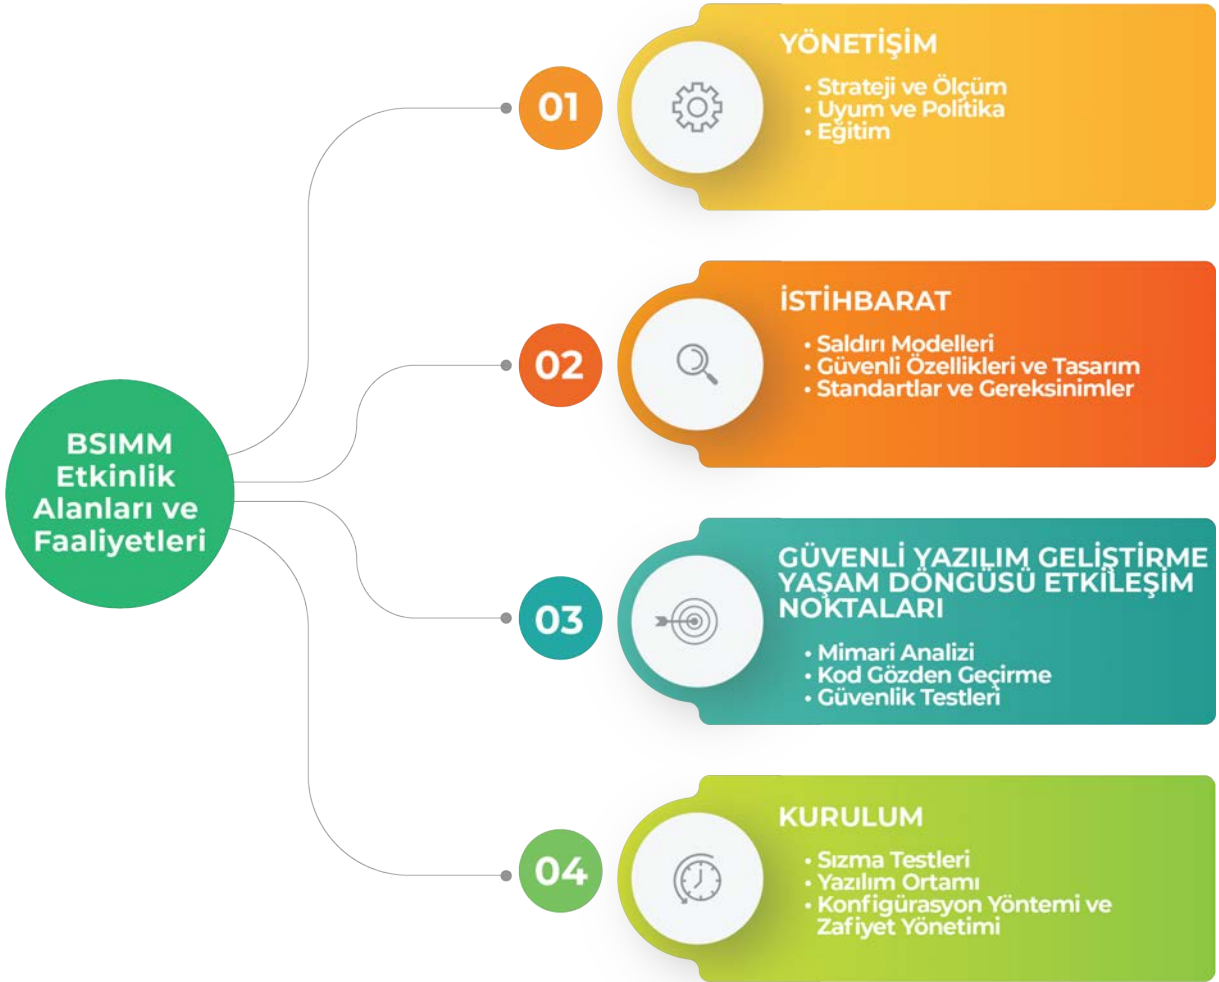 BSIMM
Etkinlik
Alanları ve
Faaliyetleri
01
YÖNETİŞİM
• Strateji ve Ölçüm
• Uyum ve Politika
• Eğitim
02
İSTİHBARAT
• Saldırı Modelleri
• Güvenli Özellikleri ve Tasarım
• Standartlar ve Gereksinimler
03
GÜVENLİ YAZILIM GELİŞTİRME
YAŞAM DÖNGÜSÜ ETKİLEŞİM
NOKTALARI
• Mimari Analizi
• Kod Gözden Geçirme
• Güvenlik Testleri
04
KURULUM
• Sızma Testleri
• Yazılım Ortamı
• Konfigürasyon Yöntemi ve
Zafiyet Yönetimi